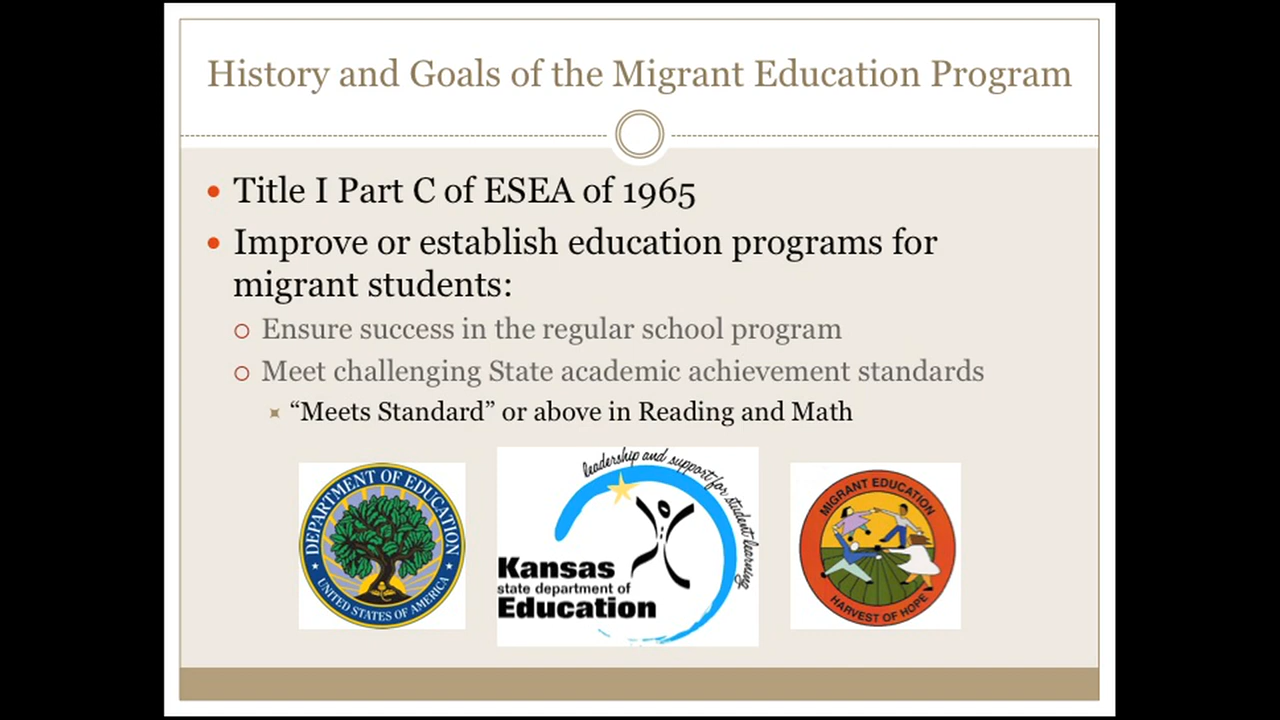 History and Goals of the Migrant Education Program
Title I Part C of ESEA of 1965
Improve or establish education programs for
migrant students:
Ensure success in the regular school program
Meet challenging State academic achievement standards
“Meets Standard” or above in Reading and Math
DEPARTMENT OF EDUCATION
UNITED STATES OF AMERICA
leadership and support for student learning
Kansas
state department of
Education
MIGRANT EDUCATION
HARVEST OF HOPE